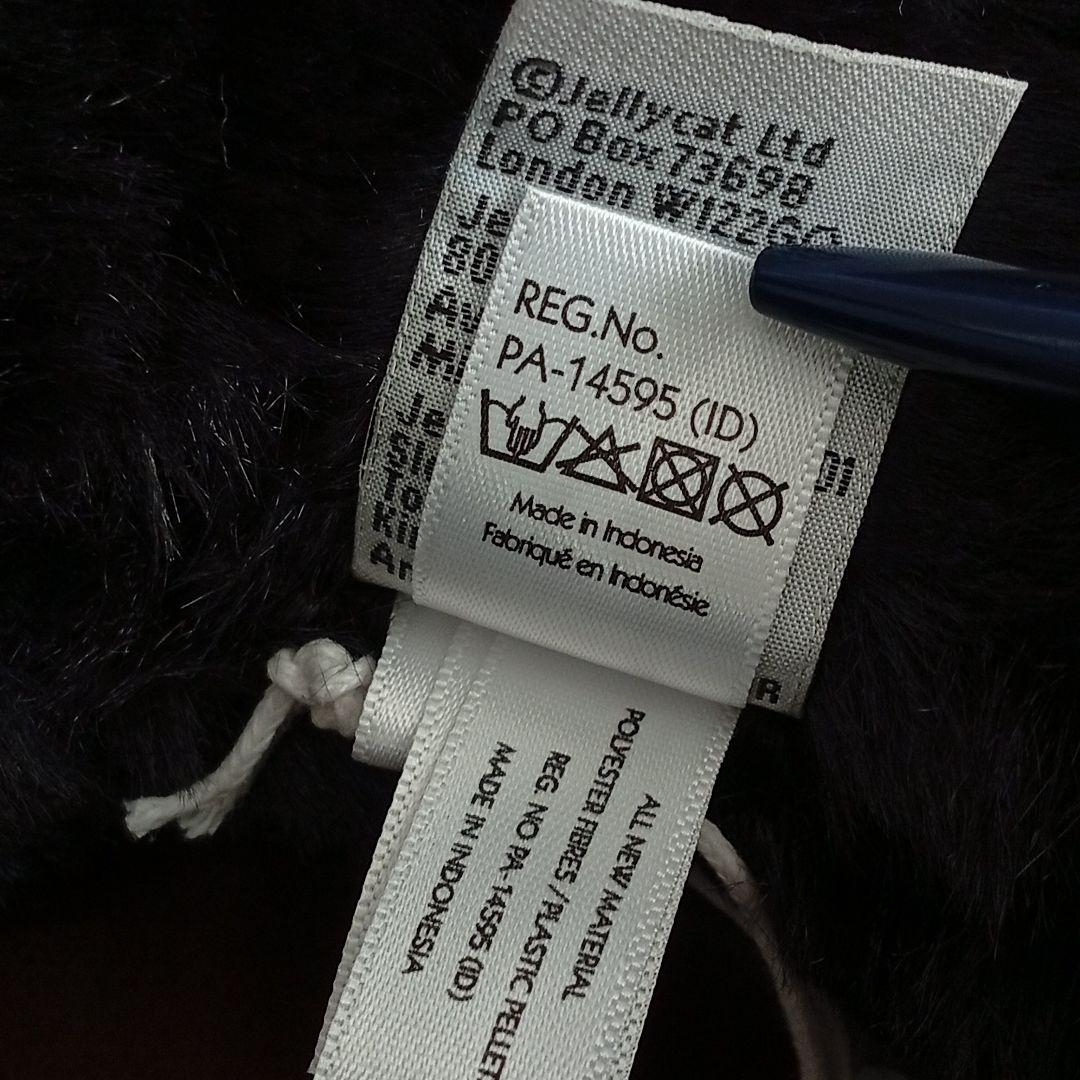 ©Jellycat Ltd
PO Box 73698
London
REG.No.
PA-14595 (ID)
Made in Indonesia
Fabriqué en Indonésie
ALL NEW MATERIAL
POLYESTER FIBRES / PLASTIC PELLET
REG. NO PA-14595 (ID)
MADE IN INDONESIA